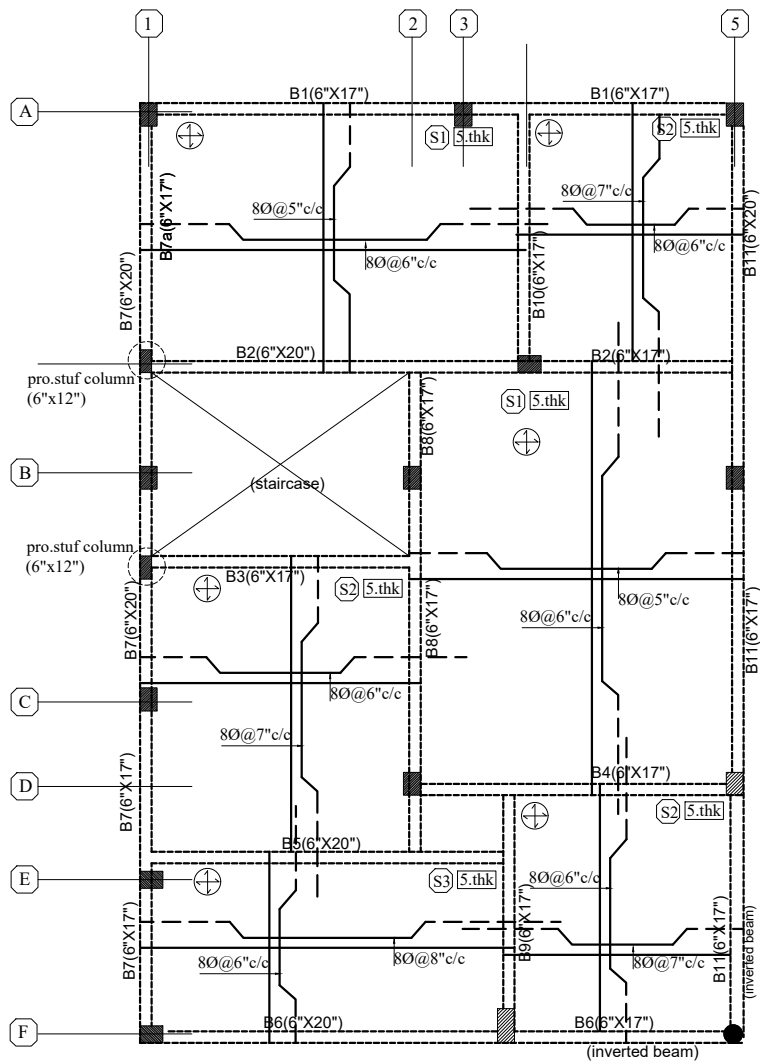 1
2
3
5
B1(6"X17")
B1(6"X17")
A
S1 5.thk
S2 5.thk
B7a(6"X17")
8Ø@5"c/c
8Ø@7"c/c
B11(6"X20")
8Ø@6"c/c
8Ø@6"c/c
B7(6"X20")
B10(6"X17")
B2(6"X20")
B2(6"X17")
pro.stuf column
(6"x12")
S1 5.thk
B8(6"X17")
B
(staircase)
pro.stuf column
(6"x12")
B3(6"X17")
S2 5.thk
B7(6"X20")
B8(6"X17")
8Ø@5"c/c
8Ø@6"c/c
B11(6"X17")
8Ø@6"c/c
C
8Ø@7"c/c
B7(6"X17")
B4(6"X17")
D
S2 5.thk
B5(6"X20")
E
S3 5.thk
8Ø@6"c/c
B7(6"X17")
B9(6"X17")
B11(6"X17")
(inverted beam)
8Ø@6"c/c
8Ø@8"c/c
8Ø@7"c/c
F
B6(6"X20")
B6(6"X17")
(inverted beam)